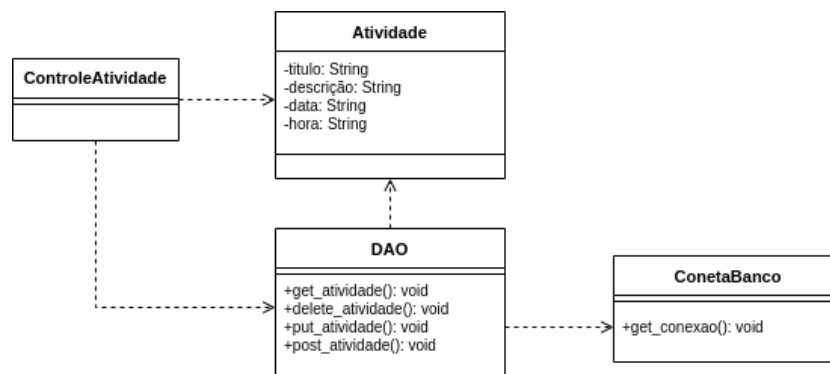 Atividade
-titulo: String
-descrição: String
-data: String
-hora: String
ControleAtividade
DAO
+get_atividade(): void
+delete_atividade(): void
+put_atividade(): void
+post_atividade(): void
ConetaBanco
+get_conexao(): void